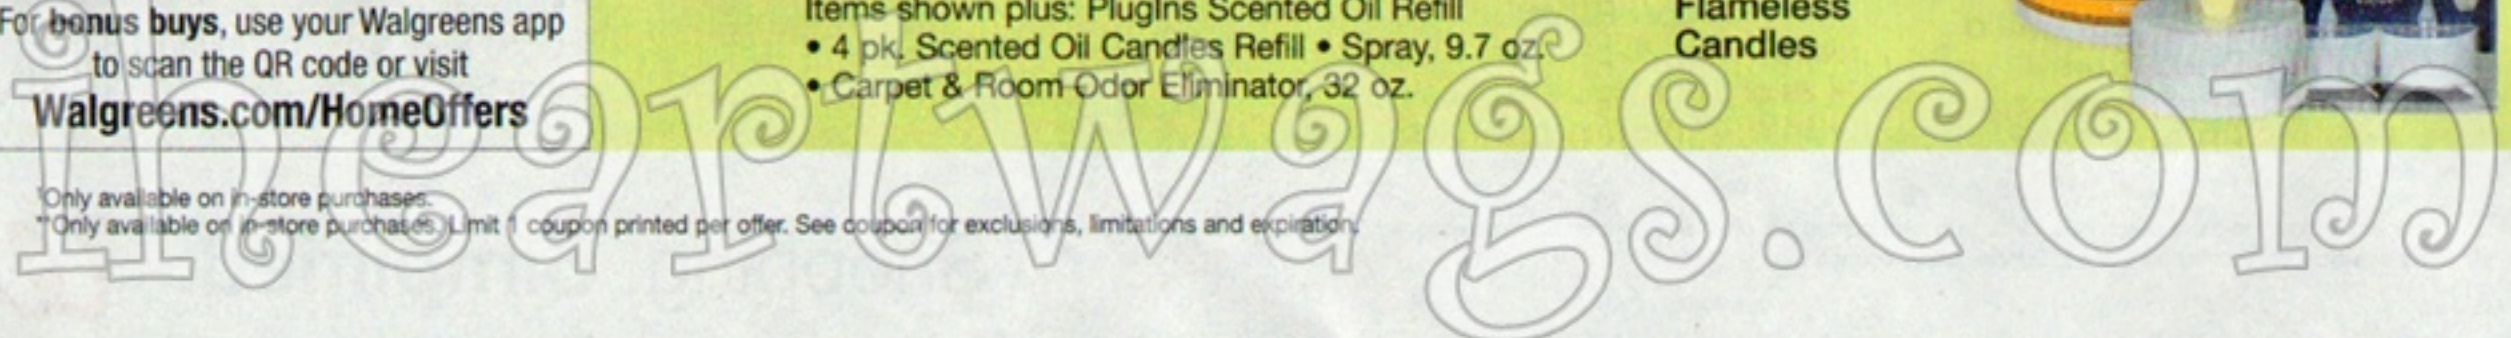 For bonus buys, use your Walgreens app
to scan the QR code or visit
Walgreens.com/HomeOffers
Items shown plus: PlugIns Scented Oil Refill
• 4 pk. Scented Oil Candles Refill • Spray, 9.7 oz.
• Carpet & Room Odor Eliminator, 32 oz.
Flameless
Candles
Only available on in-store purchases.
**Only available on in-store purchases. Limit 1 coupon printed per offer. See coupon for exclusions, limitations and expiration.
iheartwags.com